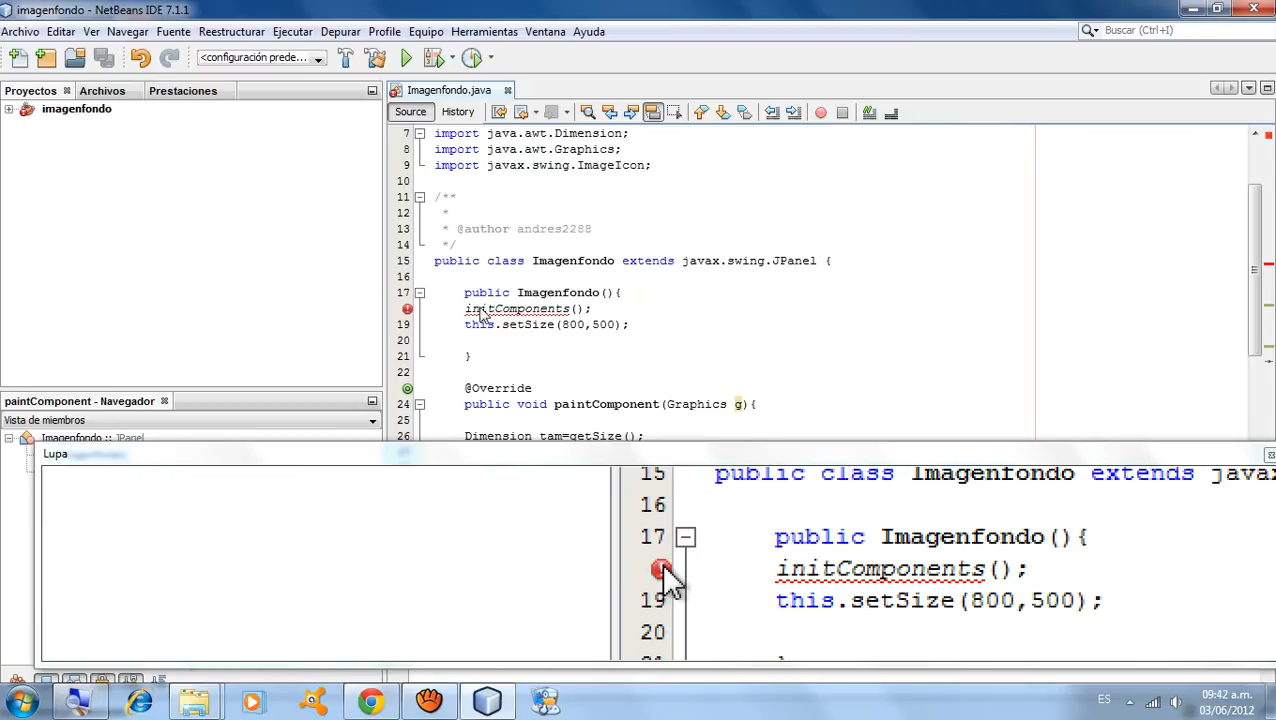 imagenfondo - NetBeans IDE 7.1.1
Archivo Editar Ver Navegar Fuente Reestructurar Ejecutar Depurar Profile Equipo Herramientas Ventana Ayuda
Buscar (Ctrl+I)
<configuración prede...
Proyectos Archivos Prestaciones
imagenfondo
Imagenfondo.java
Source History
7 import java.awt.Dimension;
8 import java.awt.Graphics;
9 import javax.swing.ImageIcon;
10
11 /**
12 *
13 * @author andres2288
14 */
15 public class Imagenfondo extends javax.swing.JPanel {
16
17 public Imagenfondo(){
initComponents();
19 this.setSize(800,500);
20
21 }
22
@Override
24 public void paintComponent(Graphics g){
25
26 Dimension tam=getSize();
paintComponent - Navegador
Vista de miembros
Imagenfondo :: JPanel
Lupa
15 public class Imagenfondo extends java
16
17 public Imagenfondo(){
initComponents();
19 this.setSize(800,500);
20
ES
09:42 a.m.
03/06/2012